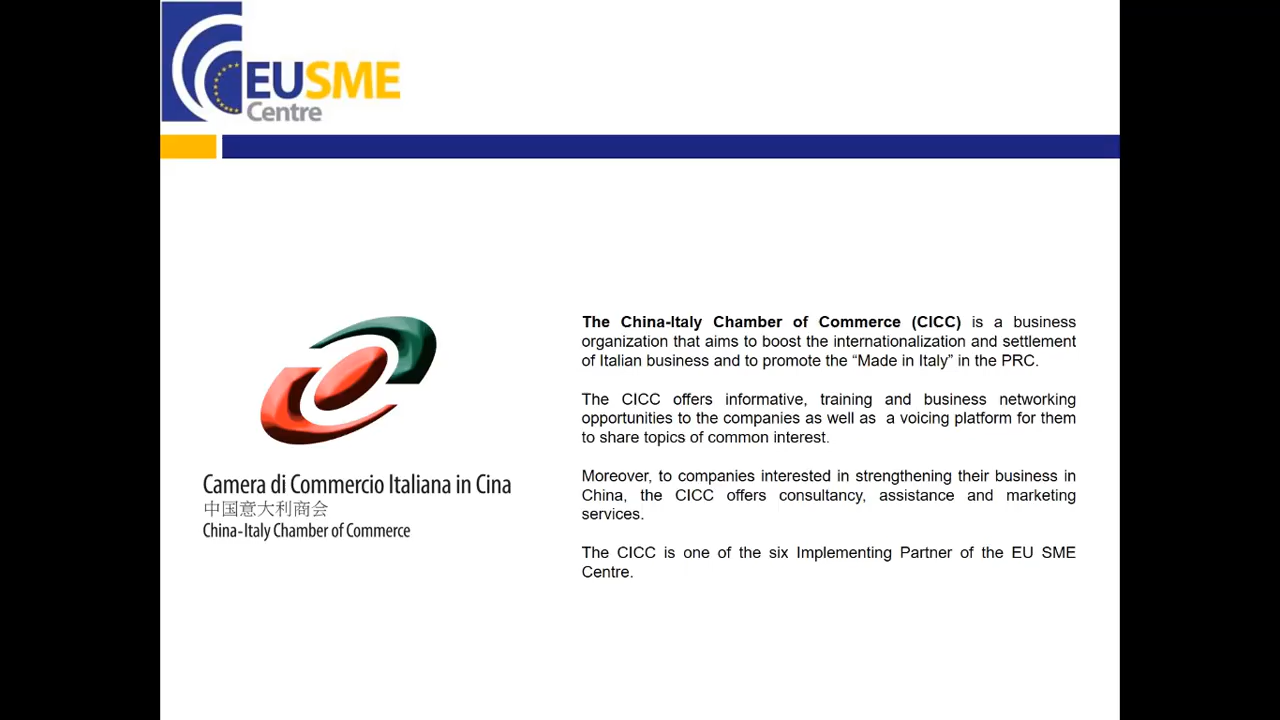 EUSME
Centre
Camera di Commercio Italiana in Cina
中国意大利商会
China-Italy Chamber of Commerce
The China-Italy Chamber of Commerce (CICC) is a business
organization that aims to boost the internationalization and settlement
of Italian business and to promote the “Made in Italy” in the PRC.
The CICC offers informative, training and business networking
opportunities to the companies as well as a voicing platform for them
to share topics of common interest.
Moreover, to companies interested in strengthening their business in
China, the CICC offers consultancy, assistance and marketing
services.
The CICC is one of the six Implementing Partner of the EU SME
Centre.